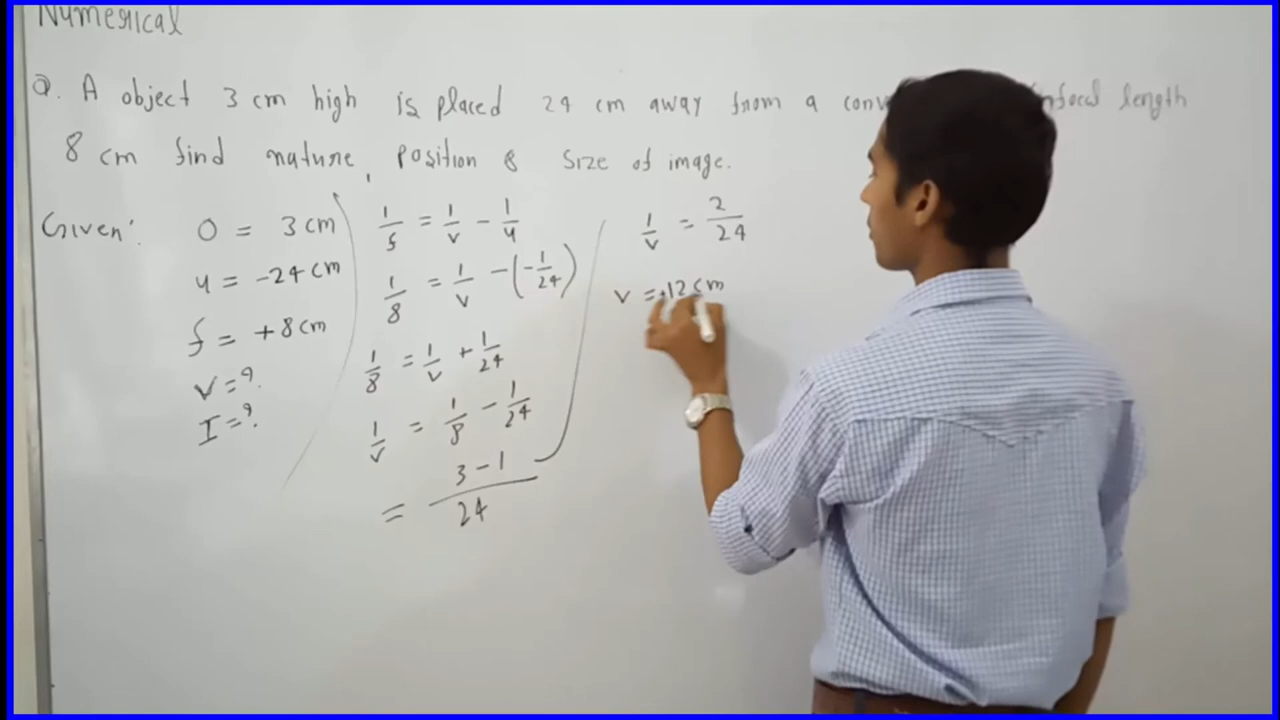 Numerical
Q. A object 3 cm high is placed 24 cm away from a conv focal length
8 cm find nature, position & size of image.
Given:
O = 3 cm
u = -24 cm
f = +8 cm
v = ?
I = ?
1/f = 1/v - 1/u
1/8 = 1/v - (-1/24)
1/8 = 1/v + 1/24
1/v = 1/8 - 1/24
= 3-1/24
1/v = 2/24
v = +12 cm